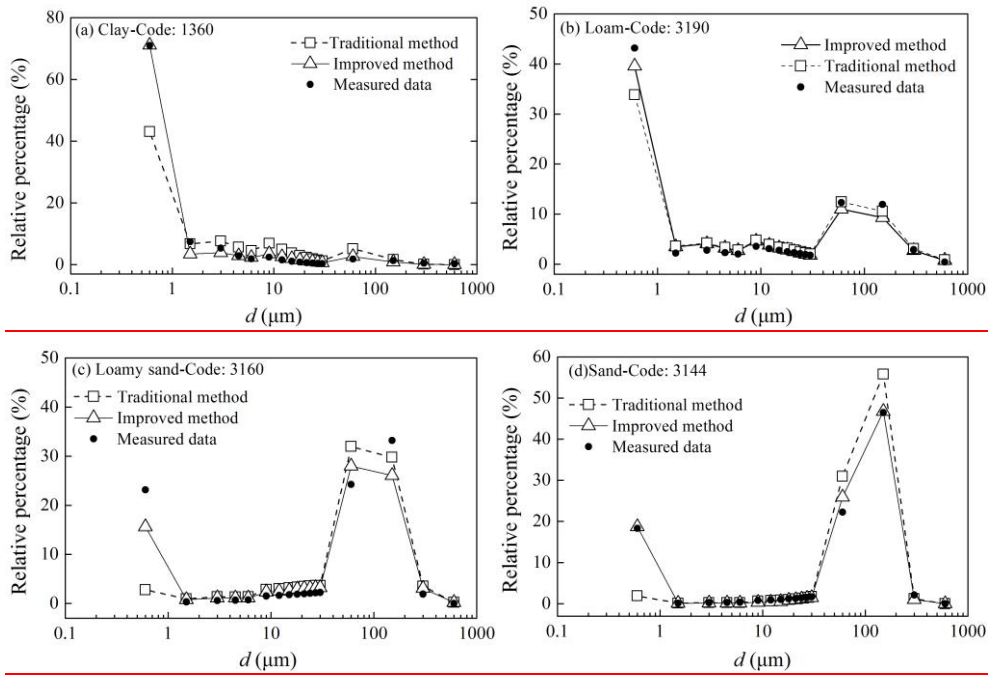 (a) Clay-Code: 1360
Traditional method
Improved method
Measured data
Relative percentage (%)
80
60
40
20
0
0.1 1 10 100 1000
d (μm)
(b) Loam-Code: 3190
Improved method
Traditional method
Measured data
Relative percentage (%)
50
40
30
20
10
0
0.1 1 10 100 1000
d (μm)
(c) Loamy sand-Code: 3160
Traditional method
Improved method
Measured data
Relative percentage (%)
50
40
30
20
10
0
0.1 1 10 100 1000
d (μm)
(d)Sand-Code: 3144
Traditional method
Improved method
Measured data
Relative percentage (%)
60
50
40
30
20
10
0
0.1 1 10 100 1000
d (μm)